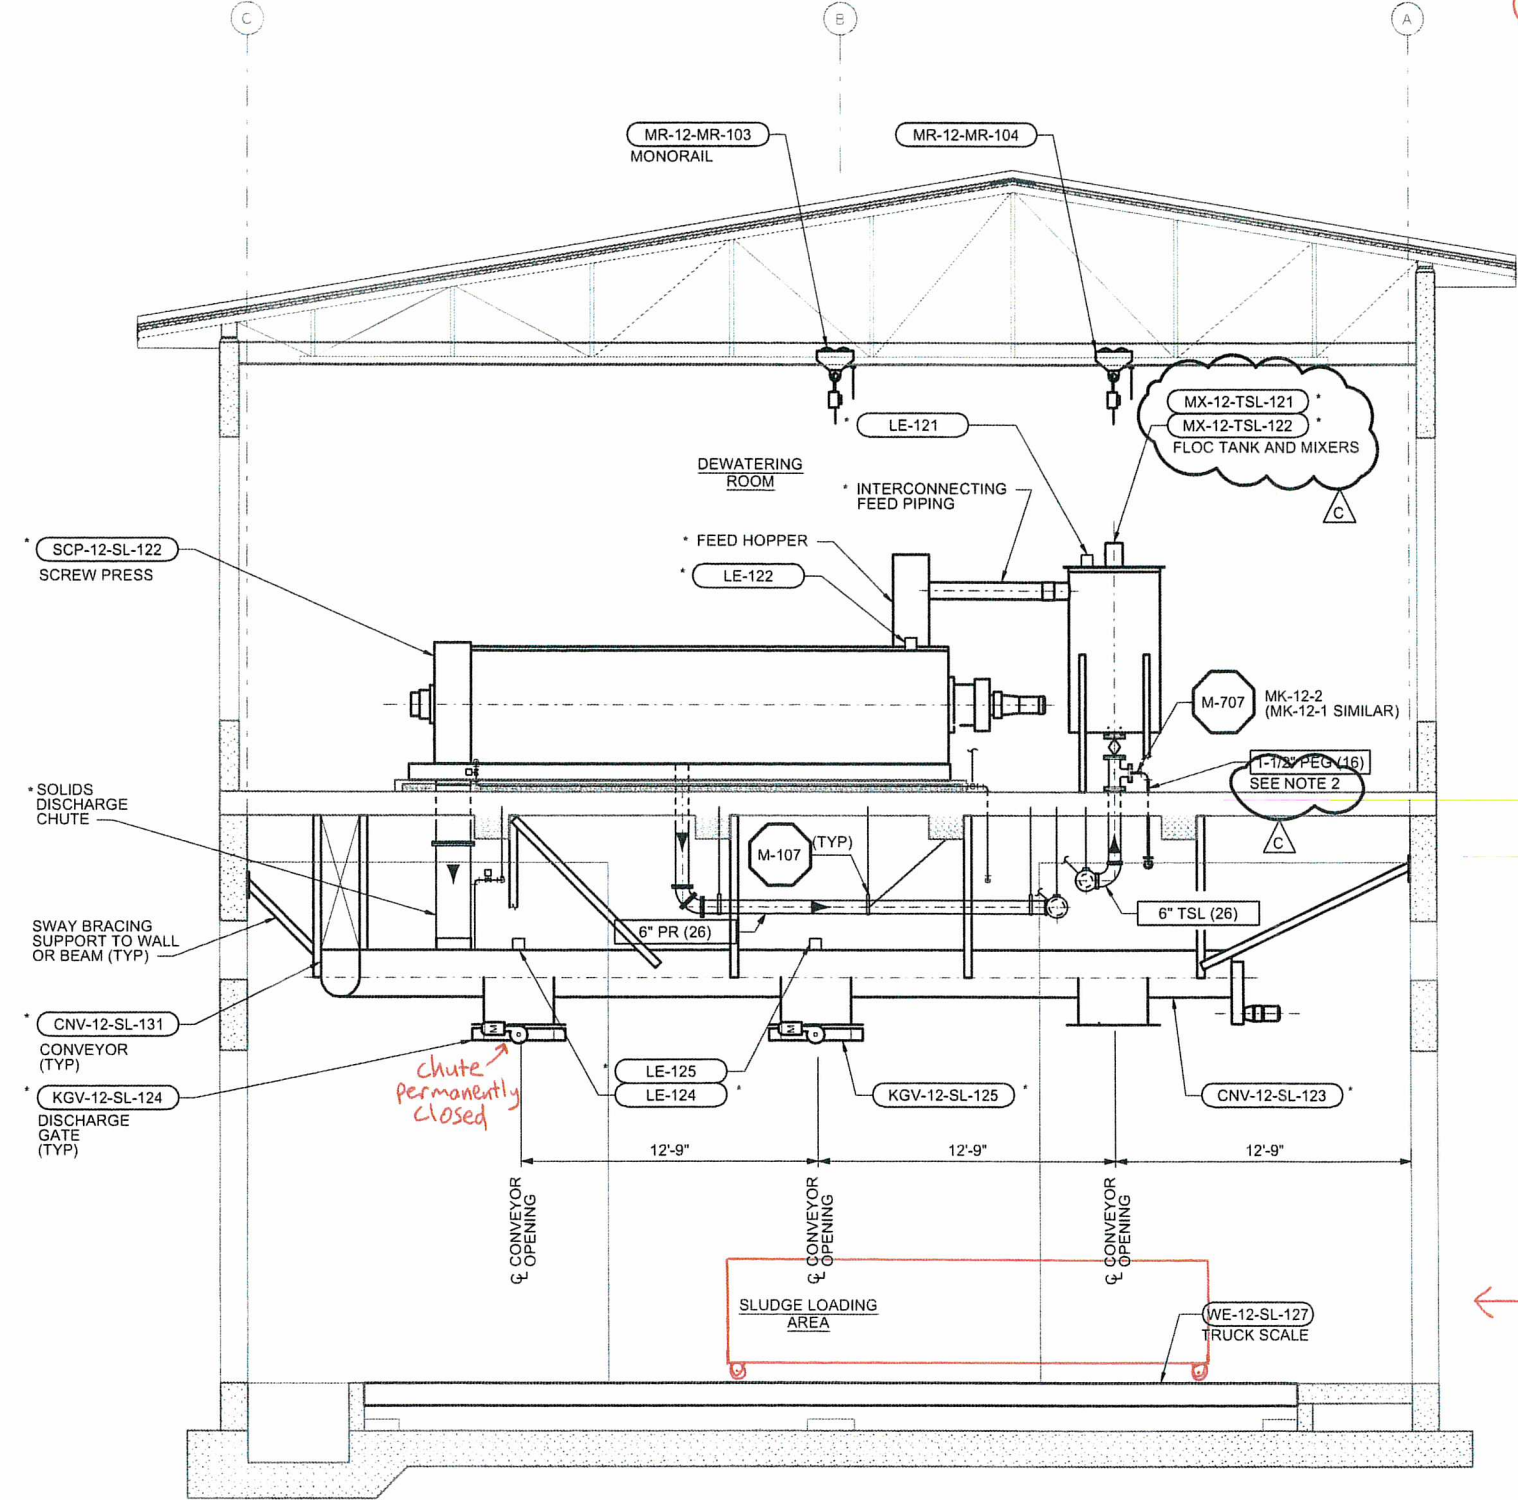 C
B
A
MR-12-MR-103
MONORAIL
MR-12-MR-104
MX-12-TSL-121 *
MX-12-TSL-122 *
FLOC TANK AND MIXERS
C
* LE-121
DEWATERING
ROOM
* INTERCONNECTING
FEED PIPING
* FEED HOPPER
* LE-122
* SCP-12-SL-122
SCREW PRESS
M-707
MK-12-2
(MK-12-1 SIMILAR)
1-1/2" PEG (16)
SEE NOTE 2
C
* SOLIDS
DISCHARGE
CHUTE
M-107
(TYP)
6" PR (26)
6" TSL (26)
SWAY BRACING
SUPPORT TO WALL
OR BEAM (TYP)
* CNV-12-SL-131
CONVEYOR
(TYP)
M
M
* KGV-12-SL-124
DISCHARGE
GATE
(TYP)
Chute
permanently
closed
* LE-125
LE-124 *
KGV-12-SL-125 *
CNV-12-SL-123 *
12'-9"
12'-9"
12'-9"
℄ CONVEYOR
OPENING
℄ CONVEYOR
OPENING
℄ CONVEYOR
OPENING
SLUDGE LOADING
AREA
WE-12-SL-127
TRUCK SCALE